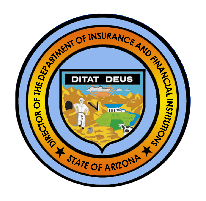 DIRECTOR OF THE DEPARTMENT OF INSURANCE AND FINANCIAL INSTITUTIONS
DITAT DEUS
STATE OF ARIZONA